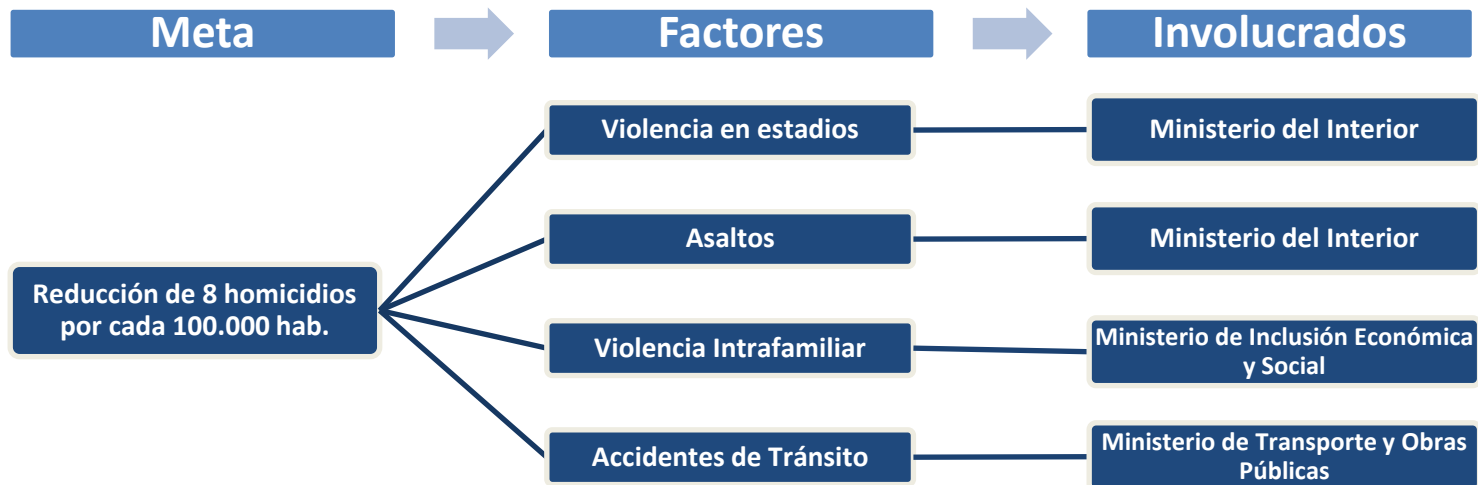 Meta
Factores
Involucrados
Violencia en estadios
Ministerio del Interior
Asaltos
Ministerio del Interior
Reducción de 8 homicidios
por cada 100.000 hab.
Violencia Intrafamiliar
Ministerio de Inclusión Económica
y Social
Accidentes de Tránsito
Ministerio de Transporte y Obras
Públicas